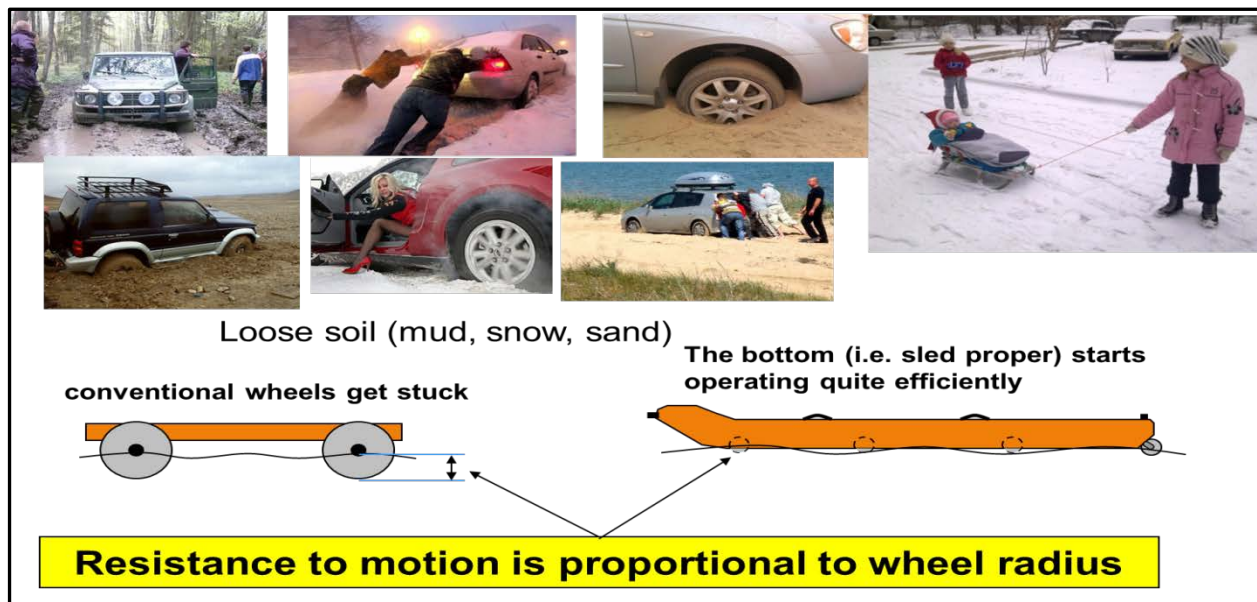 Loose soil (mud, snow, sand)
conventional wheels get stuck
The bottom (i.e. sled proper) starts
operating quite efficiently
Resistance to motion is proportional to wheel radius